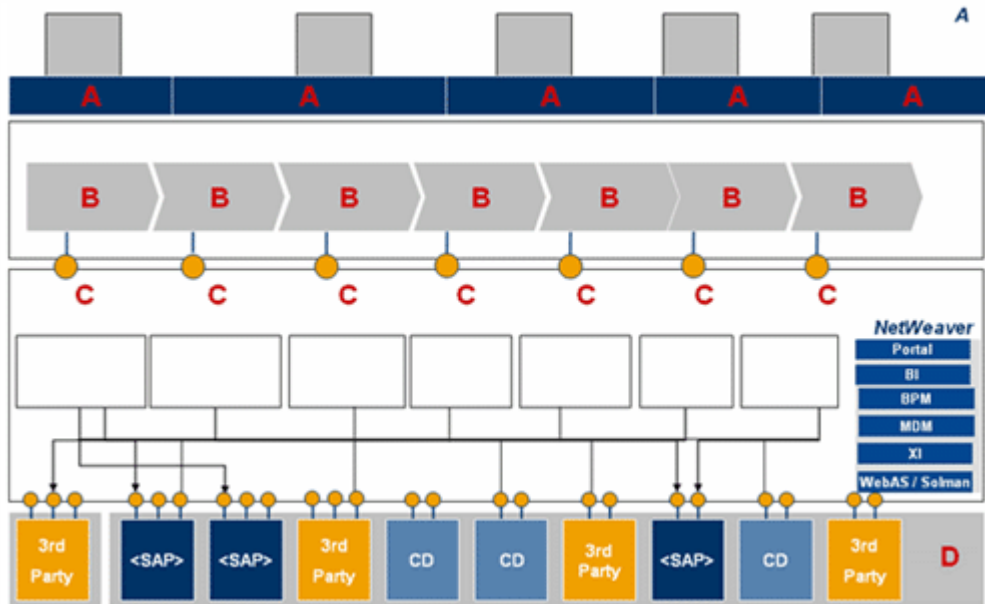 A
A A A A A
B B B B B B B
C C C C C C C
NetWeaver
Portal
BI
BPM
MDM
XI
WebAS / Solman
3rd
Party
<SAP>
<SAP>
3rd
Party
CD
CD
3rd
Party
<SAP>
CD
3rd
Party
D